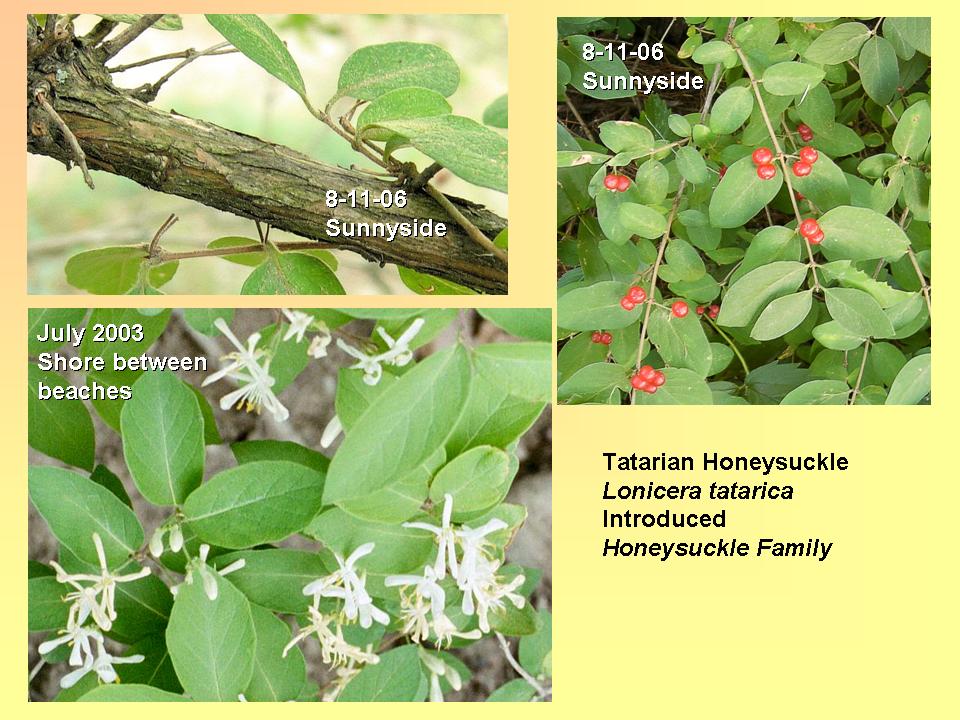 8-11-06
Sunnyside
8-11-06
Sunnyside
July 2003
Shore between
beaches
Tatarian Honeysuckle
Lonicera tatarica
Introduced
Honeysuckle Family